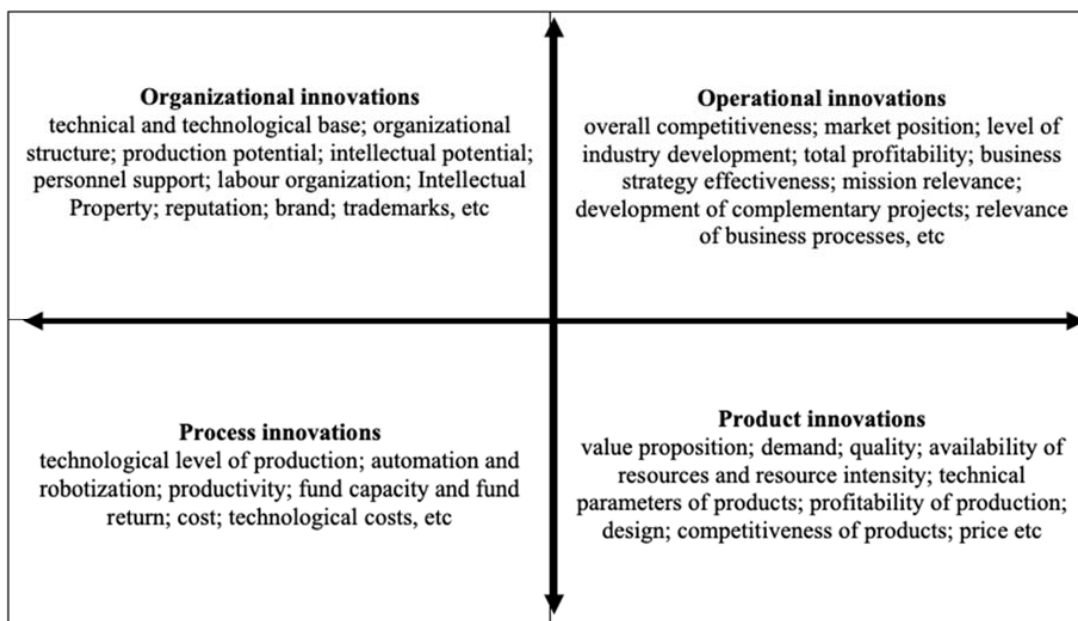 Organizational innovations
technical and technological base; organizational
structure; production potential; intellectual potential;
personnel support; labour organization; Intellectual
Property; reputation; brand; trademarks, etc
Operational innovations
overall competitiveness; market position; level of
industry development; total profitability; business
strategy effectiveness; mission relevance;
development of complementary projects; relevance
of business processes, etc
Process innovations
technological level of production; automation and
robotization; productivity; fund capacity and fund
return; cost; technological costs, etc
Product innovations
value proposition; demand; quality; availability of
resources and resource intensity; technical
parameters of products; profitability of production;
design; competitiveness of products; price etc